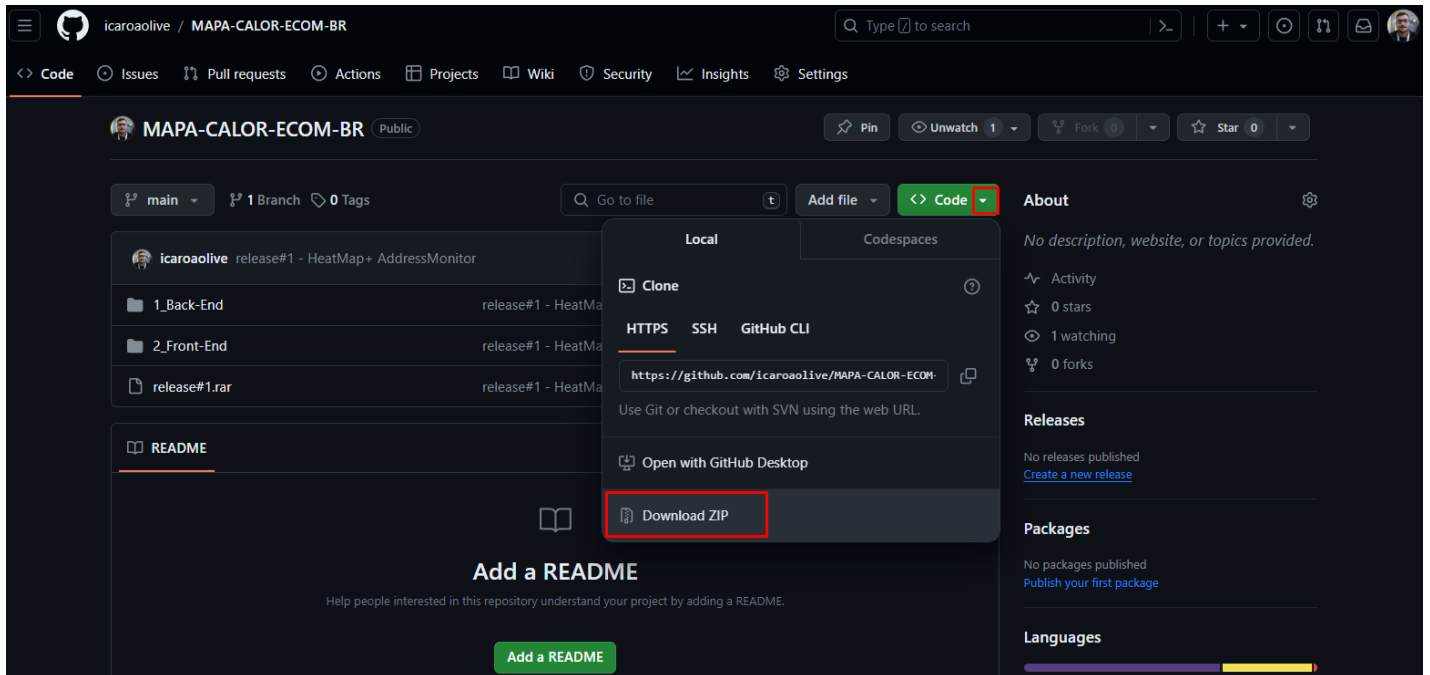 icaroaolive / MAPA-CALOR-ECOM-BR
Type / to search
Code Issues Pull requests Actions Projects Wiki Security Insights Settings
MAPA-CALOR-ECOM-BR Public
Pin Unwatch 1 Fork 0 Star 0
main 1 Branch 0 Tags
Go to file t Add file Code
Local Codespaces
Clone
HTTPS SSH GitHub CLI
https://github.com/icaroaolive/MAPA-CALOR-ECOM-
Use Git or checkout with SVN using the web URL.
Open with GitHub Desktop
Download ZIP
icaroaolive release#1 - HeatMap+ AddressMonitor
1_Back-End release#1 - HeatMa
2_Front-End release#1 - HeatMa
release#1.rar release#1 - HeatMa
README
Add a README
Help people interested in this repository understand your project by adding a README.
Add a README
About
No description, website, or topics provided.
Activity
0 stars
1 watching
0 forks
Releases
No releases published
Create a new release
Packages
No packages published
Publish your first package
Languages